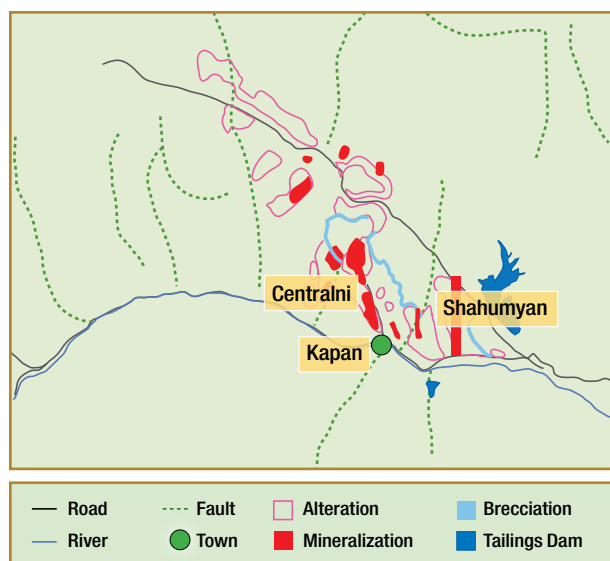 Centralni
Shahumyan
Kapan
Road
Fault
Alteration
Brecciation
River
Town
Mineralization
Tailings Dam